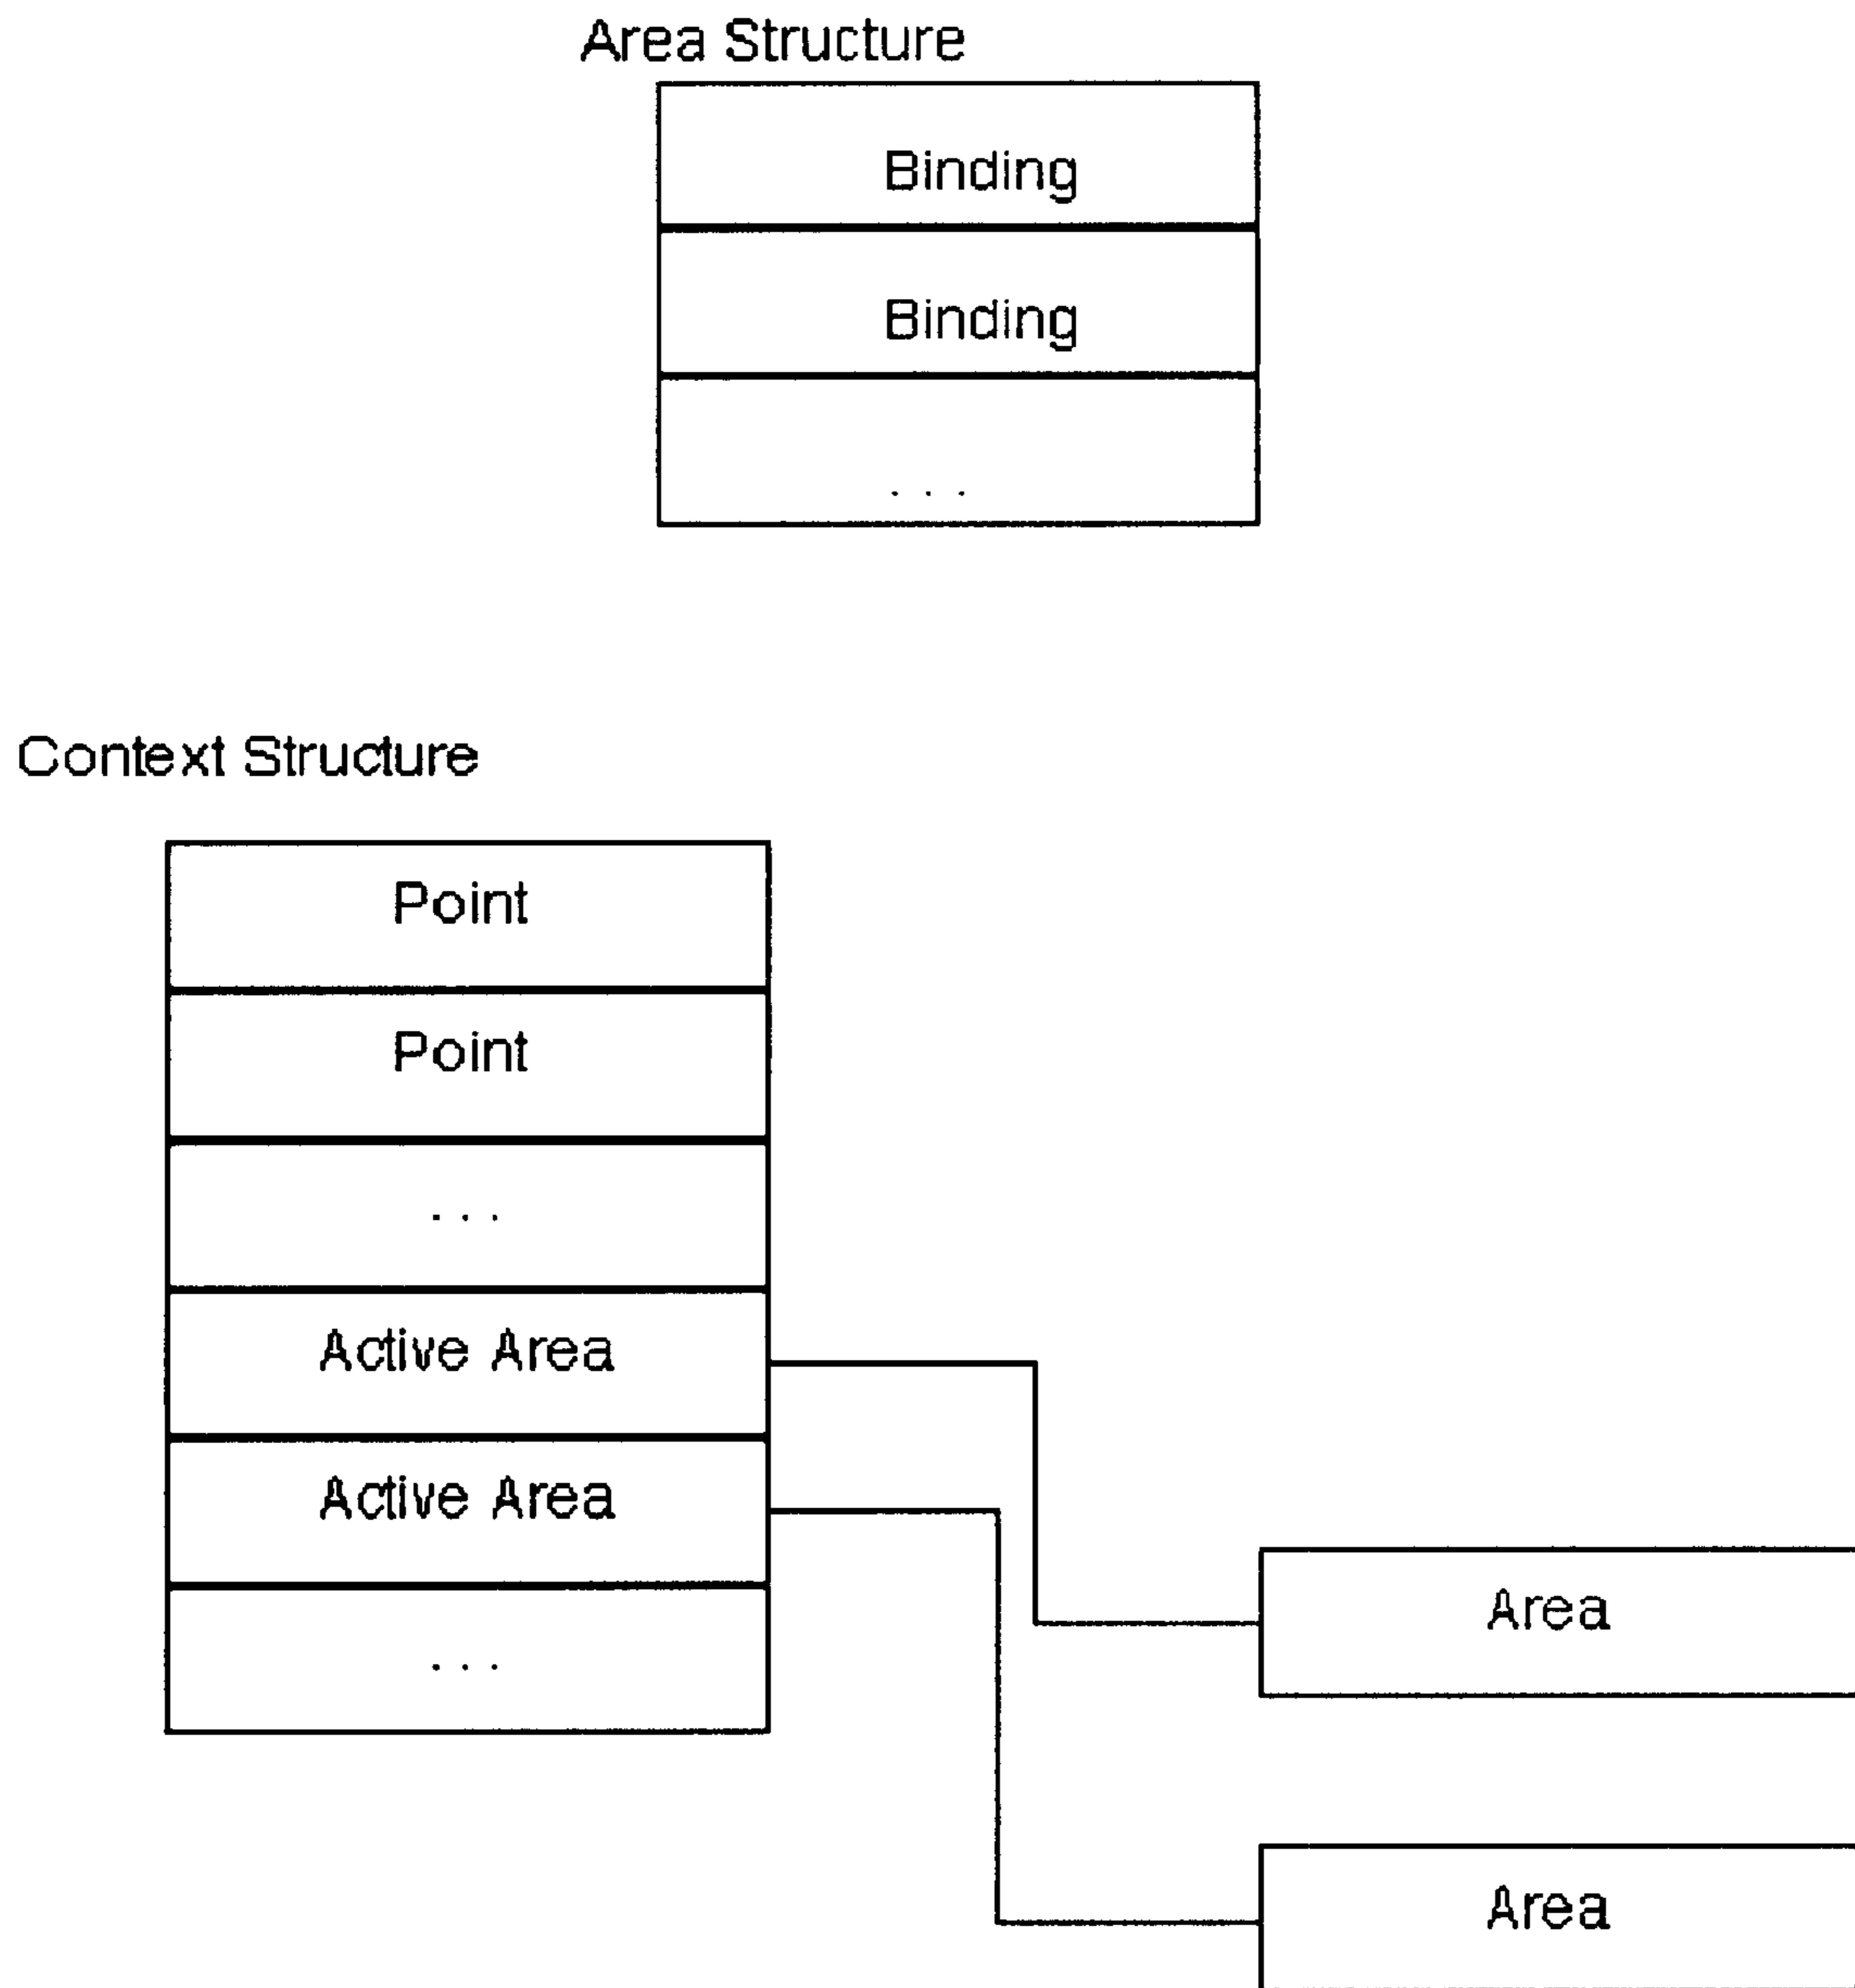 Area Structure
Binding
Binding
. . .
Context Structure
Point
Point
. . .
Active Area
Active Area
. . .
Area
Area